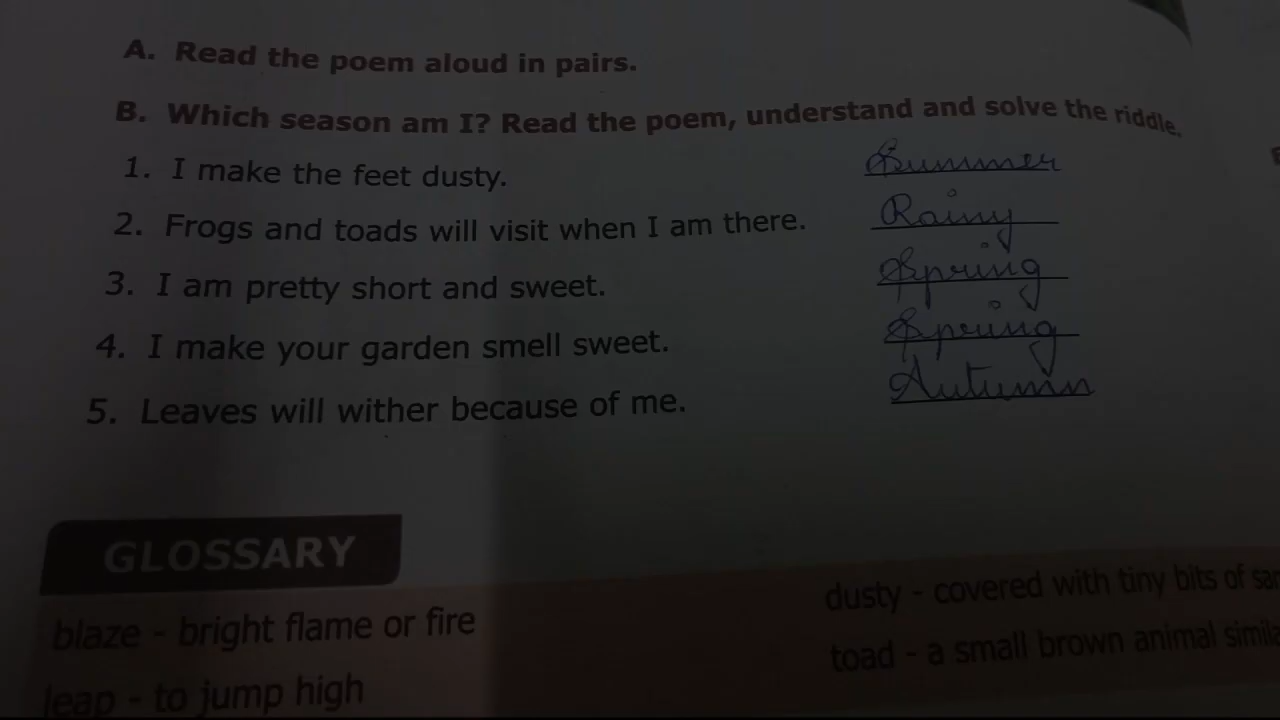 A. Read the poem aloud in pairs.
B. Which season am I? Read the poem, understand and solve the riddle.
1. I make the feet dusty. Summer
2. Frogs and toads will visit when I am there. Rainy
3. I am pretty short and sweet. Spring
4. I make your garden smell sweet. Spring
5. Leaves will wither because of me. Autumn
GLOSSARY
blaze - bright flame or fire
dusty - covered with tiny bits of
leap - to jump high
toad - a small brown animal